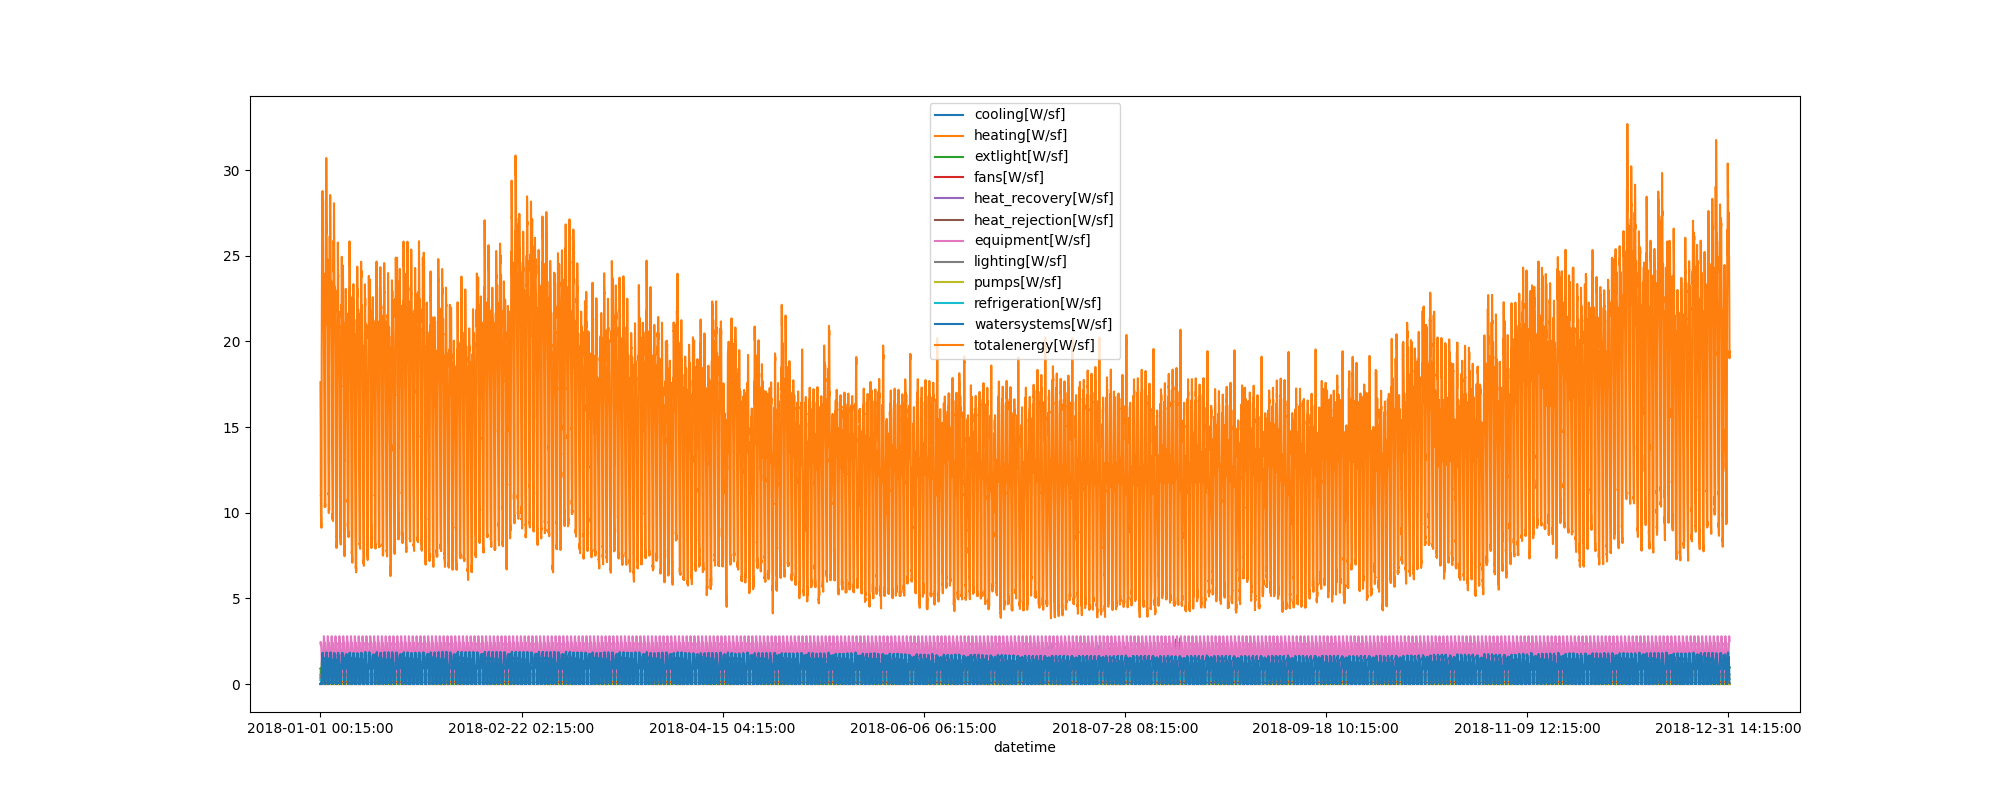 cooling[W/sf]
heating[W/sf]
extlight[W/sf]
fans[W/sf]
heat_recovery[W/sf]
heat_rejection[W/sf]
equipment[W/sf]
lighting[W/sf]
pumps[W/sf]
refrigeration[W/sf]
watersystems[W/sf]
totalenergy[W/sf]
30
25
20
15
10
5
0
2018-01-01 00:15:00 2018-02-22 02:15:00 2018-04-15 04:15:00 2018-06-06 06:15:00 2018-07-28 08:15:00 2018-09-18 10:15:00 2018-11-09 12:15:00 2018-12-31 14:15:00
datetime